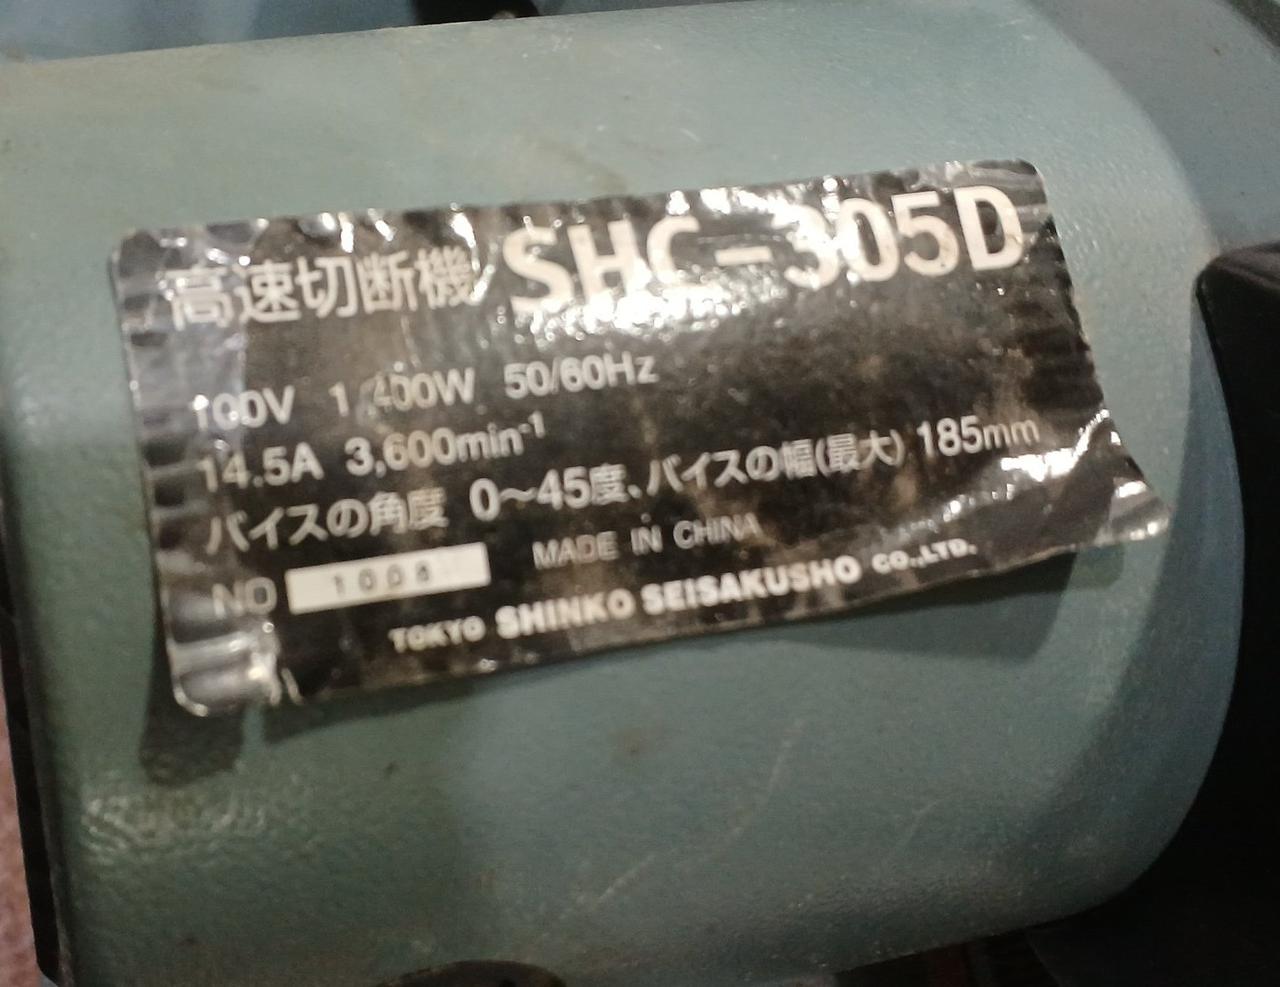 高速切断機 SHC-305D
100V 1,400W 50/60Hz
14.5A 3,600min-1
バイスの角度 0～45度、バイスの幅(最大) 185mm
NO 1008 MADE IN CHINA
TOKYO SHINKO SEISAKUSHO CO.,LTD.